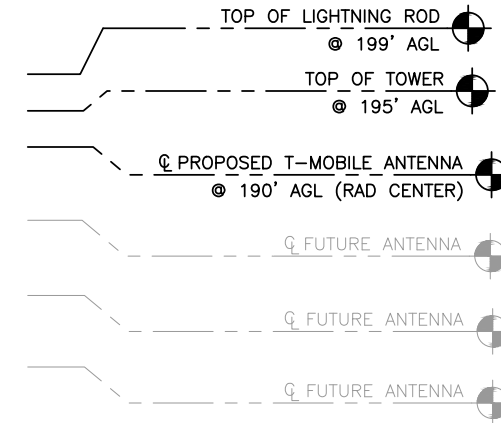 TOP OF LIGHTNING ROD
@ 199' AGL
TOP OF TOWER
@ 195' AGL
℄ PROPOSED T-MOBILE ANTENNA
@ 190' AGL (RAD CENTER)
℄ FUTURE ANTENNA
℄ FUTURE ANTENNA
℄ FUTURE ANTENNA